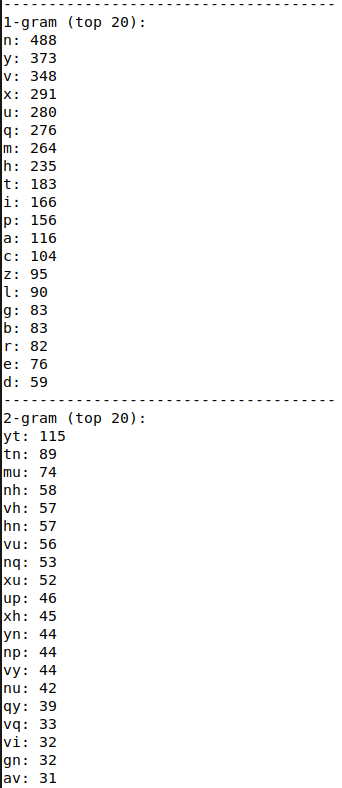 -------------------------------------
1-gram (top 20):
n: 488
y: 373
v: 348
x: 291
u: 280
q: 276
m: 264
h: 235
t: 183
i: 166
p: 156
a: 116
c: 104
z: 95
l: 90
g: 83
b: 83
r: 82
e: 76
d: 59
-------------------------------------
2-gram (top 20):
yt: 115
tn: 89
mu: 74
nh: 58
vh: 57
hn: 57
vu: 56
nq: 53
xu: 52
up: 46
xh: 45
yn: 44
np: 44
vy: 44
nu: 42
qy: 39
vq: 33
vi: 32
gn: 32
av: 31